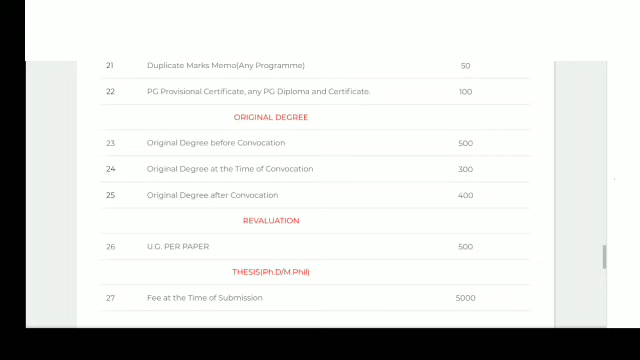 21 Duplicate Marks Memo(Any Programme) 50
22 PG Provisional Certificate, any PG Diploma and Certificate. 100
ORIGINAL DEGREE
23 Original Degree before Convocation 500
24 Original Degree at the Time of Convocation 300
25 Original Degree after Convocation 400
REVALUATION
26 U.G. PER PAPER 500
THESIS(Ph.D/M.Phil)
27 Fee at the Time of Submission 5000